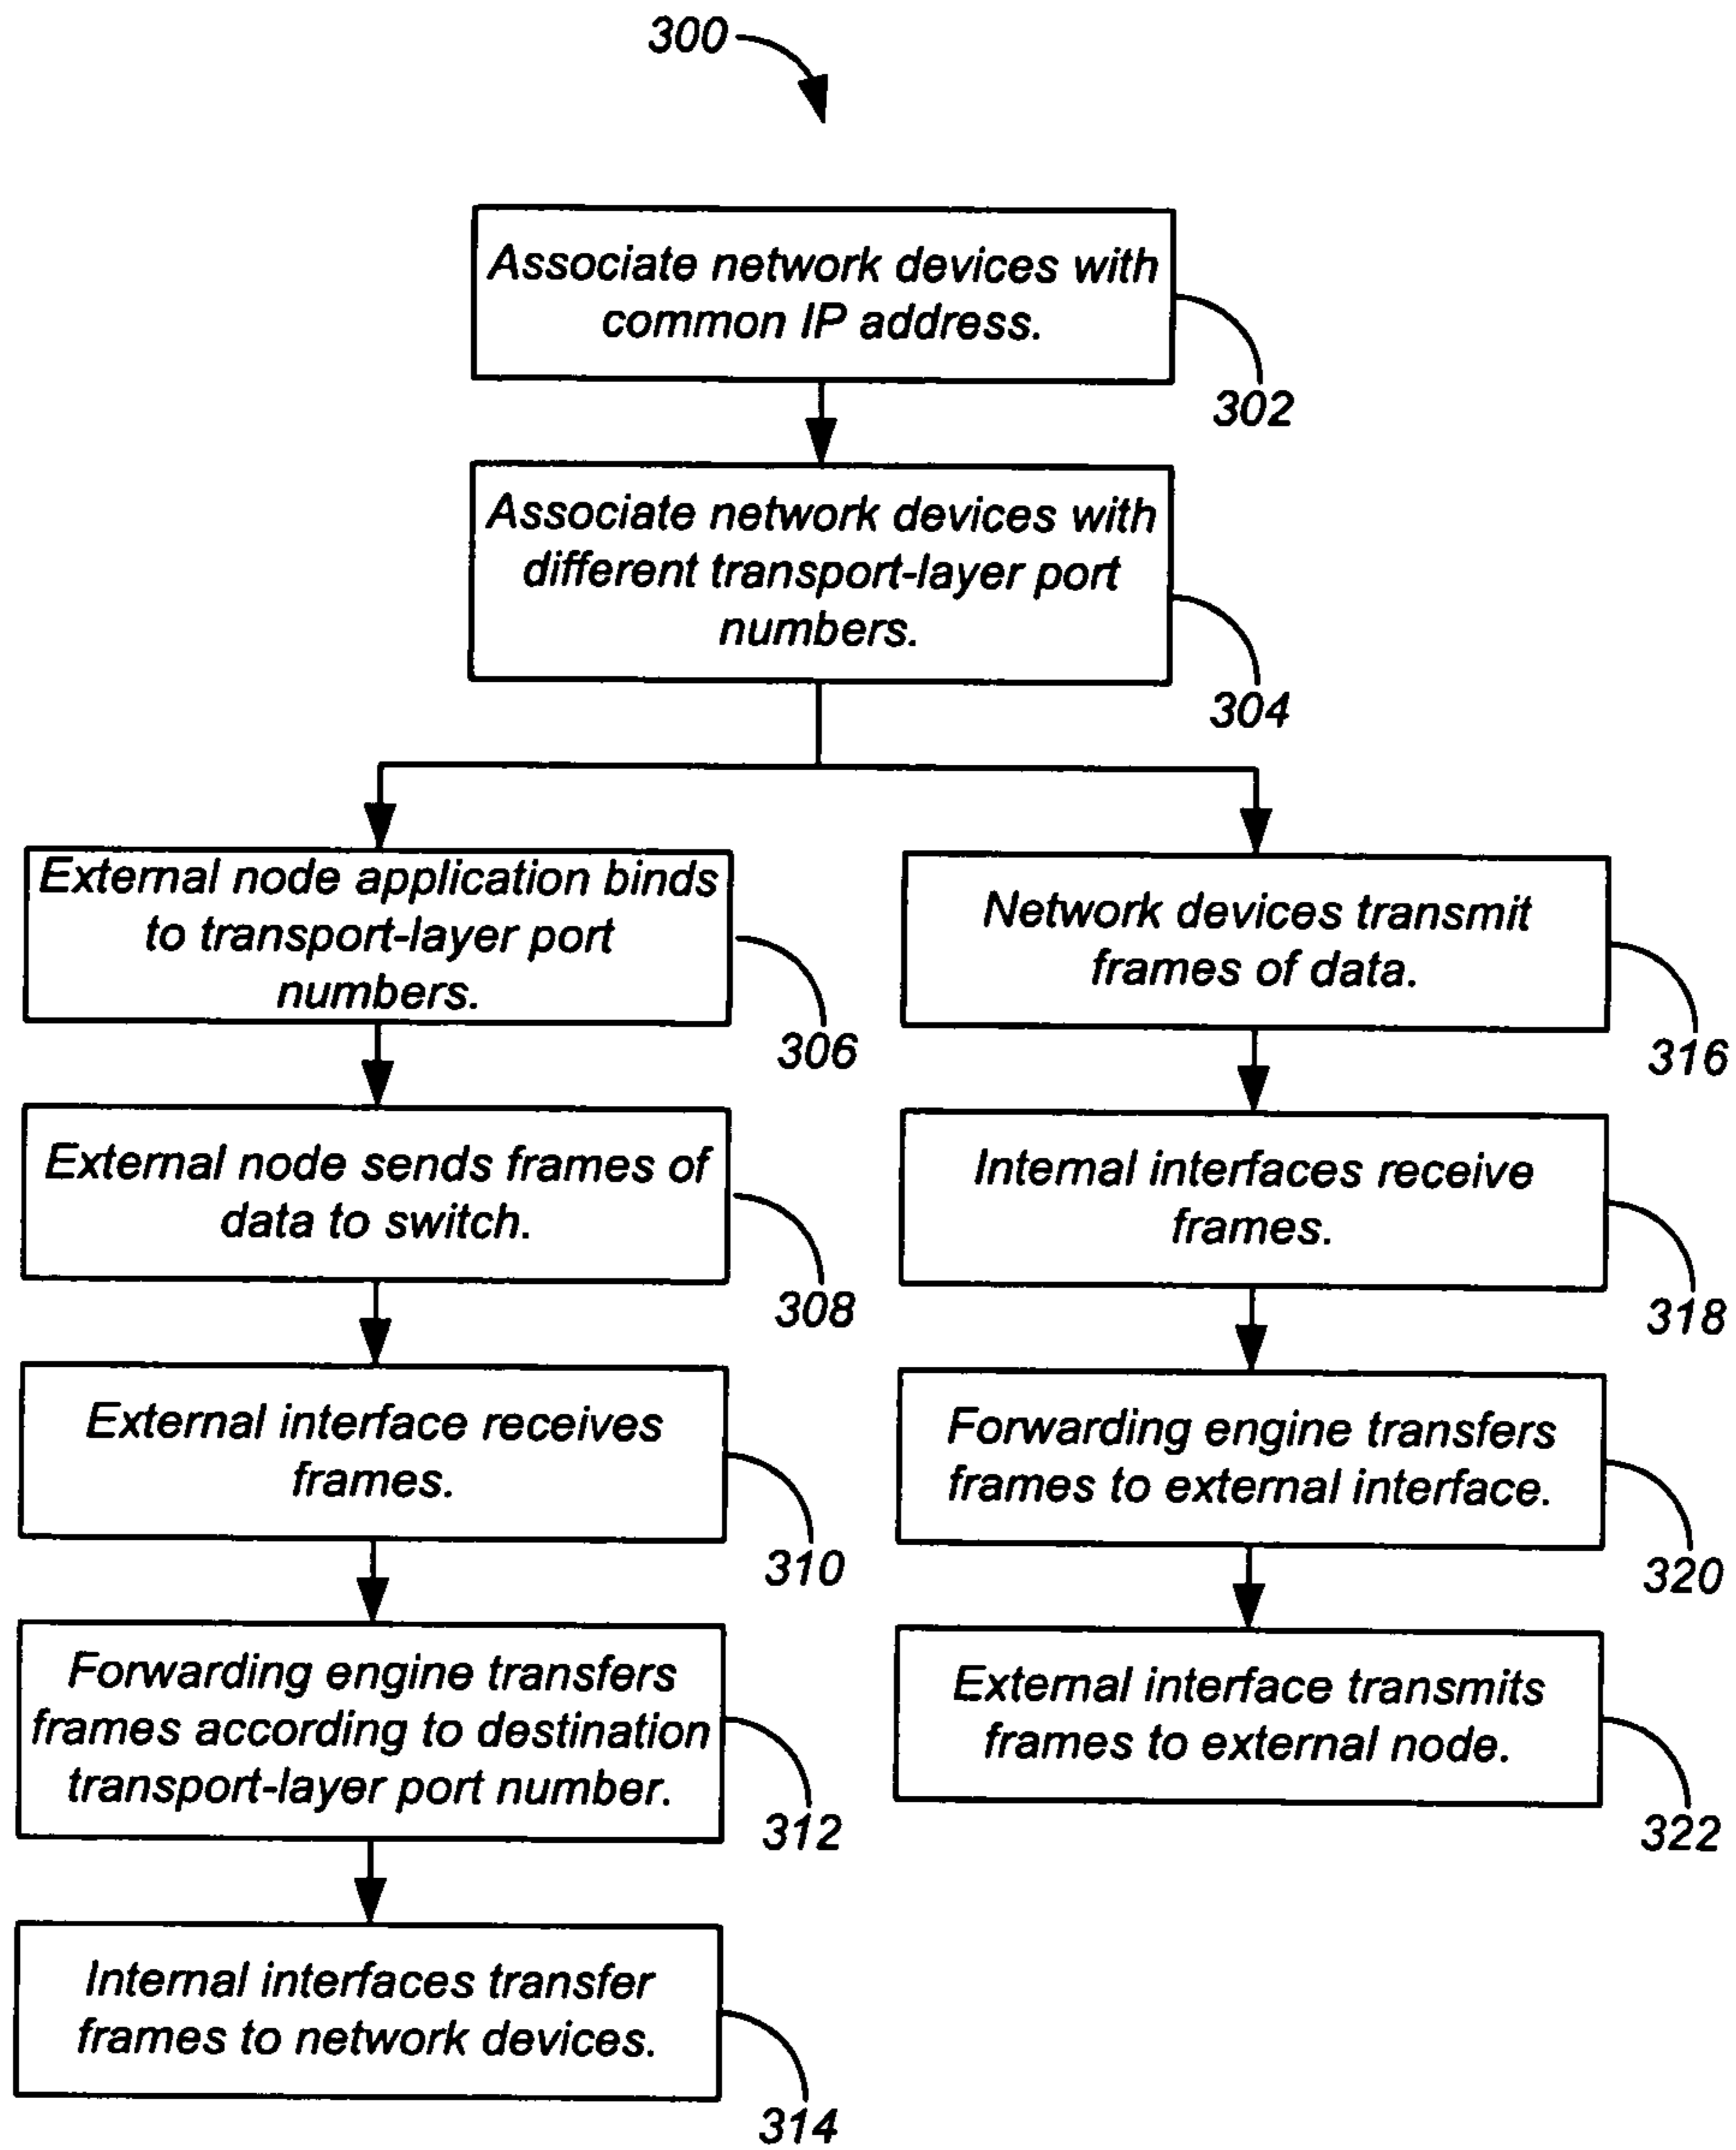 300
Associate network devices with
common IP address.
302
Associate network devices with
different transport-layer port
numbers.
304
External node application binds
to transport-layer port
numbers.
306
External node sends frames of
data to switch.
308
External interface receives
frames.
310
Forwarding engine transfers
frames according to destination
transport-layer port number.
312
Internal interfaces transfer
frames to network devices.
314
Network devices transmit
frames of data.
316
Internal interfaces receive
frames.
318
Forwarding engine transfers
frames to external interface.
320
External interface transmits
frames to external node.
322